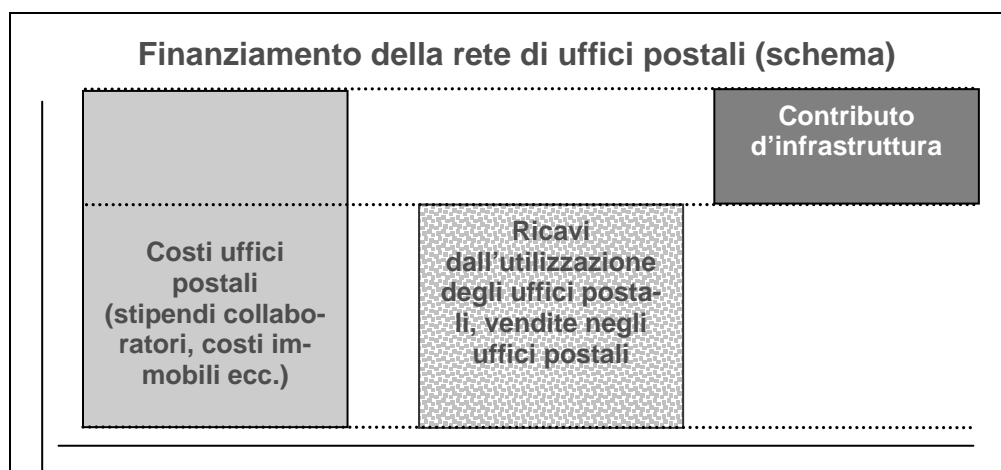 Finanziamento della rete di uffici postali (schema)
Contributo
d'infrastruttura
Costi uffici
postali
(stipendi collabo-
ratori, costi im-
mobili ecc.)
Ricavi
dall'utilizzazione
degli uffici posta-
li, vendite negli
uffici postali